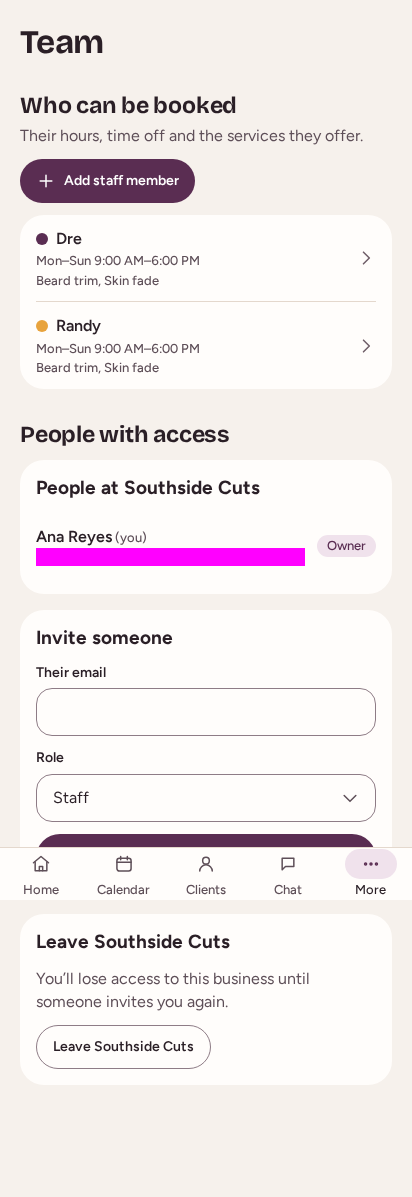 Team
Who can be booked
Their hours, time off and the services they offer.
Add staff member
Dre
Mon–Sun 9:00 AM–6:00 PM
Beard trim, Skin fade
Randy
Mon–Sun 9:00 AM–6:00 PM
Beard trim, Skin fade
People with access
People at Southside Cuts
Ana Reyes (you)
Owner
Invite someone
Their email
Role
Staff
Home
Calendar
Clients
Chat
More
Leave Southside Cuts
You’ll lose access to this business until
someone invites you again.
Leave Southside Cuts